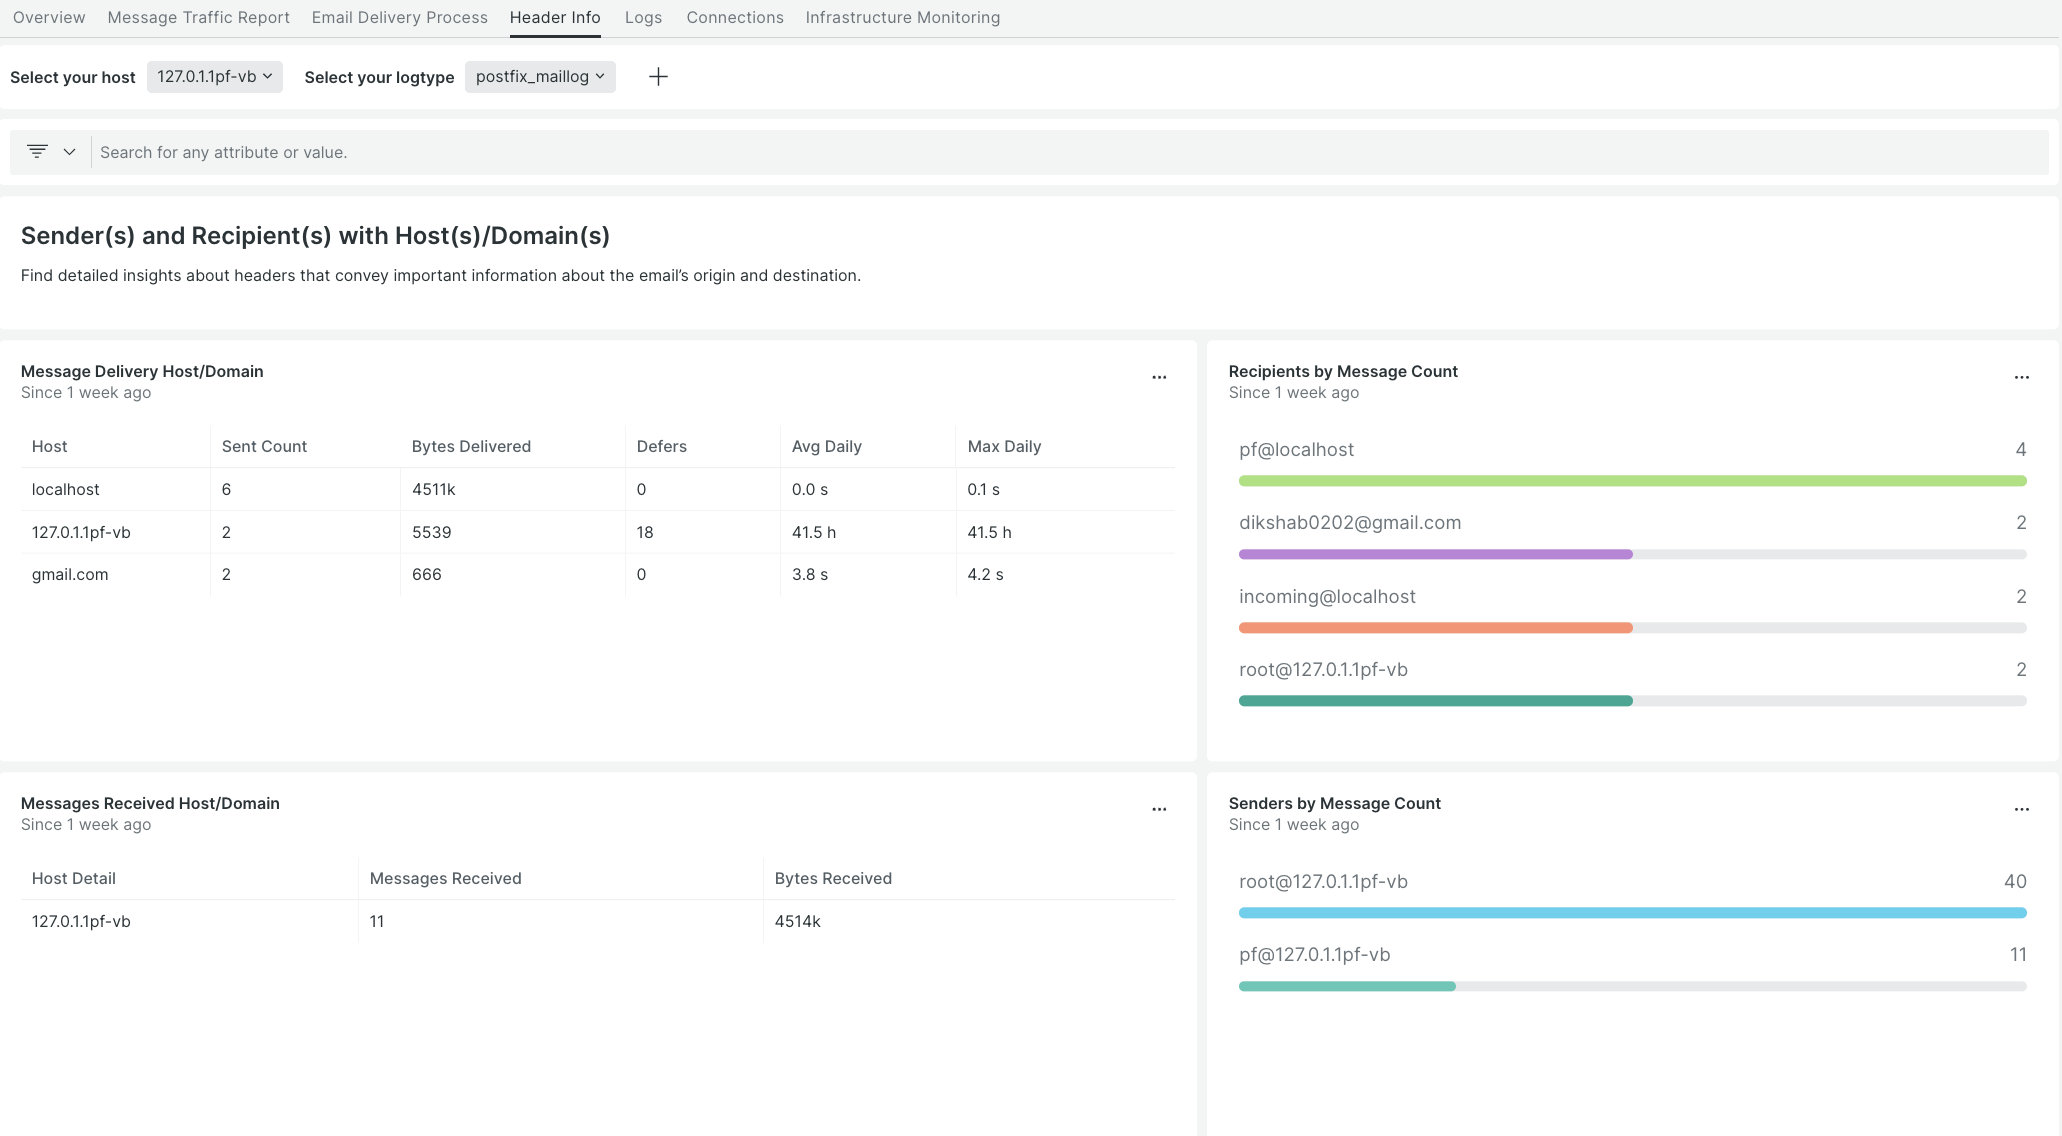 Overview Message Traffic Report Email Delivery Process Header Info Logs Connections Infrastructure Monitoring
Select your host 127.0.1.1pf-vb Select your logtype postfix_maillog
Search for any attribute or value.
Sender(s) and Recipient(s) with Host(s)/Domain(s)
Find detailed insights about headers that convey important information about the email’s origin and destination.
Message Delivery Host/Domain
Since 1 week ago
Host Sent Count Bytes Delivered Defers Avg Daily Max Daily
localhost 6 4511k 0 0.0 s 0.1 s
127.0.1.1pf-vb 2 5539 18 41.5 h 41.5 h
gmail.com 2 666 0 3.8 s 4.2 s
Recipients by Message Count
Since 1 week ago
pf@localhost 4
dikshab0202@gmail.com 2
incoming@localhost 2
root@127.0.1.1pf-vb 2
Messages Received Host/Domain
Since 1 week ago
Host Detail Messages Received Bytes Received
127.0.1.1pf-vb 11 4514k
Senders by Message Count
Since 1 week ago
root@127.0.1.1pf-vb 40
pf@127.0.1.1pf-vb 11